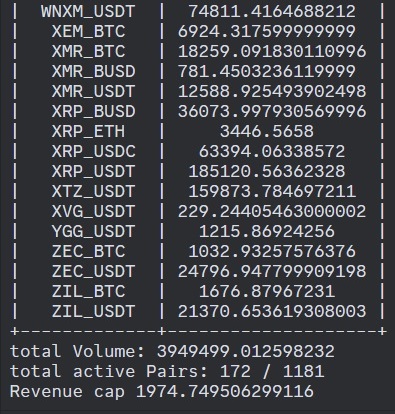 |  WNXM_USDT  |  74811.4164688212  |
|   XEM_BTC   | 6924.317599999999  |
|   XMR_BTC   | 18259.091830110996 |
|   XMR_BUSD  | 781.4503236119999  |
|   XMR_USDT  | 12588.925493902498 |
|   XRP_BUSD  | 36073.997930569996 |
|   XRP_ETH   |     3446.5658      |
|   XRP_USDC  |   63394.06338572   |
|   XRP_USDT  |  185120.56362328   |
|   XTZ_USDT  |  159873.784697211  |
|   XVG_USDT  | 229.24405463000002 |
|   YGG_USDT  |   1215.86924256    |
|   ZEC_BTC   |  1032.93257576376  |
|   ZEC_USDT  | 24796.947799909198 |
|   ZIL_BTC   |   1676.87967231    |
|   ZIL_USDT  | 21370.653619308003 |
+-------------+--------------------+
total Volume: 3949499.012598232
total active Pairs: 172 / 1181
Revenue cap 1974.749506299116